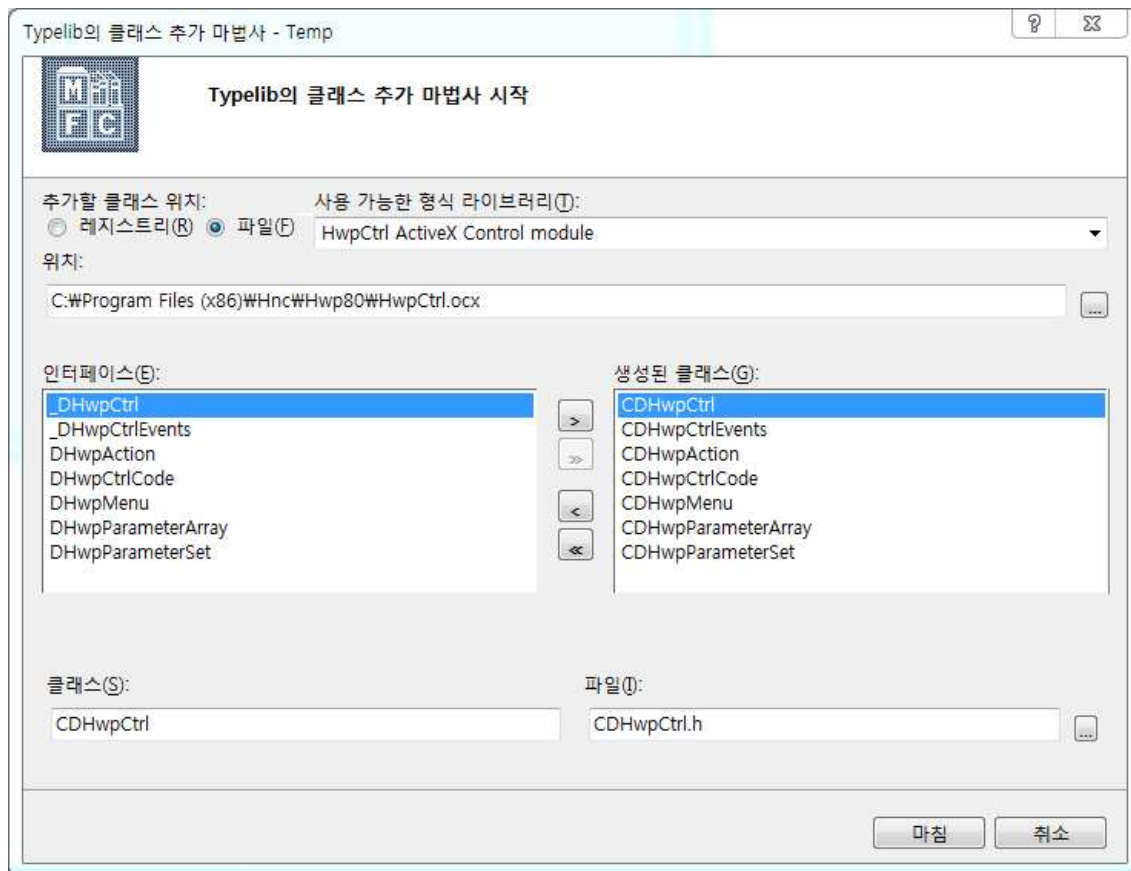 Typelib의 클래스 추가 마법사 - Temp
MFC
Typelib의 클래스 추가 마법사 시작
추가할 클래스 위치:
레지스트리(R) 파일(F)
사용 가능한 형식 라이브러리(T):
HwpCtrl ActiveX Control module
위치:
C:₩Program Files (x86)₩Hnc₩Hwp80₩HwpCtrl.ocx
...
인터페이스(E):
_DHwpCtrl
_DHwpCtrlEvents
DHwpAction
DHwpCtrlCode
DHwpMenu
DHwpParameterArray
DHwpParameterSet
>
>>
<
<<
생성된 클래스(G):
CDHwpCtrl
CDHwpCtrlEvents
CDHwpAction
CDHwpCtrlCode
CDHwpMenu
CDHwpParameterArray
CDHwpParameterSet
클래스(S):
CDHwpCtrl
파일(I):
CDHwpCtrl.h
...
마침
취소